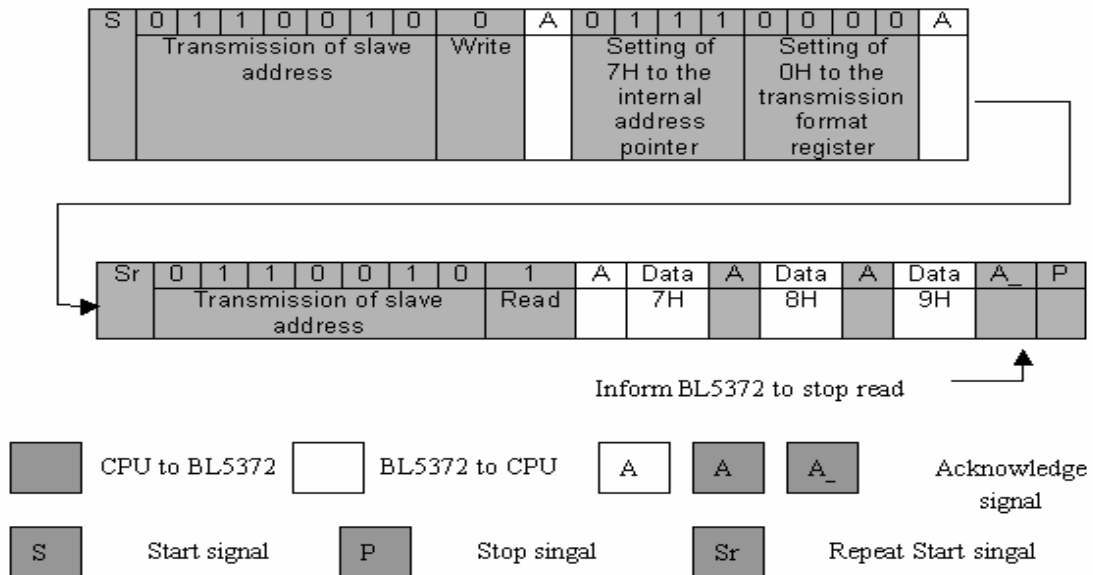 S 0 1 1 0 0 1 0 0 A 0 1 1 1 0 0 0 0 A
Transmission of slave address Write Setting of 7H to the internal address pointer Setting of 0H to the transmission format register
Sr 0 1 1 0 0 1 0 1 A Data A Data A Data A_ P
Transmission of slave address Read 7H 8H 9H
Inform BL5372 to stop read
CPU to BL5372 BL5372 to CPU A A A_ Acknowledge signal
S Start signal P Stop singal Sr Repeat Start singal